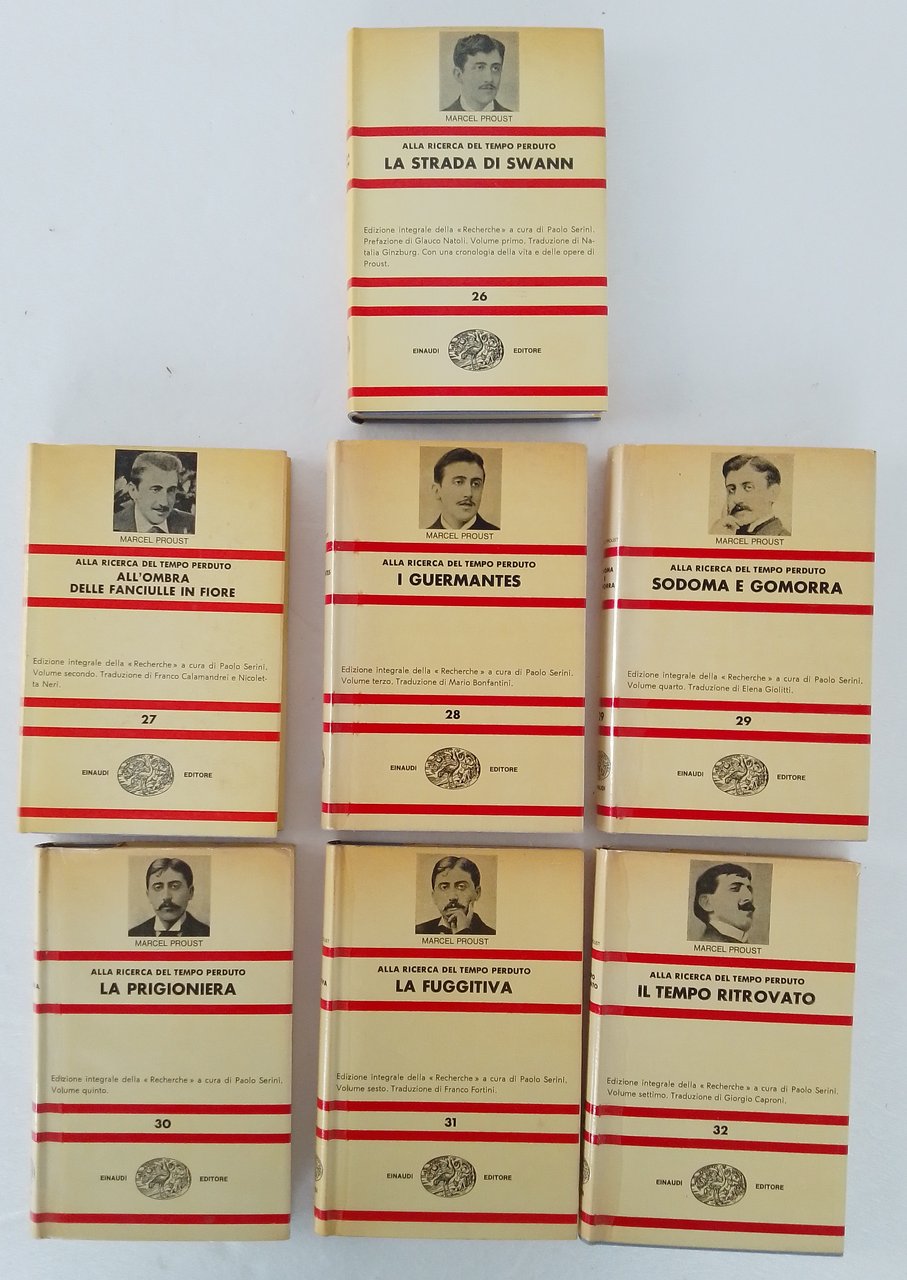 MARCEL PROUST
ALLA RICERCA DEL TEMPO PERDUTO
LA STRADA DI SWANN
Edizione integrale della «Recherche» a cura di Paolo Serini.
Prefazione di Glauco Natoli. Volume primo. Traduzione di Na-
talia Ginzburg. Con una cronologia della vita e delle opere di
Proust.
26
EINAUDI EDITORE
MARCEL PROUST
ALLA RICERCA DEL TEMPO PERDUTO
ALL'OMBRA
DELLE FANCIULLE IN FIORE
Edizione integrale della «Recherche» a cura di Paolo Serini.
Volume secondo. Traduzione di Franco Calamandrei e Nicolet-
ta Neri.
27
EINAUDI EDITORE
MARCEL PROUST
ALLA RICERCA DEL TEMPO PERDUTO
I GUERMANTES
Edizione integrale della «Recherche» a cura di Paolo Serini.
Volume terzo. Traduzione di Mario Bonfantini.
28
EINAUDI EDITORE
MARCEL PROUST
ALLA RICERCA DEL TEMPO PERDUTO
SODOMA E GOMORRA
Edizione integrale della «Recherche» a cura di Paolo Serini.
Volume quarto. Traduzione di Elena Giolitti.
29
EINAUDI EDITORE
MARCEL PROUST
ALLA RICERCA DEL TEMPO PERDUTO
LA PRIGIONIERA
Edizione integrale della «Recherche» a cura di Paolo Serini.
Volume quinto.
30
EINAUDI EDITORE
MARCEL PROUST
ALLA RICERCA DEL TEMPO PERDUTO
LA FUGGITIVA
Edizione integrale della «Recherche» a cura di Paolo Serini.
Volume sesto. Traduzione di Franco Fortini.
31
EINAUDI EDITORE
MARCEL PROUST
ALLA RICERCA DEL TEMPO PERDUTO
IL TEMPO RITROVATO
Edizione integrale della «Recherche» a cura di Paolo Serini.
Volume settimo. Traduzione di Giorgio Caproni.
32
EINAUDI EDITORE